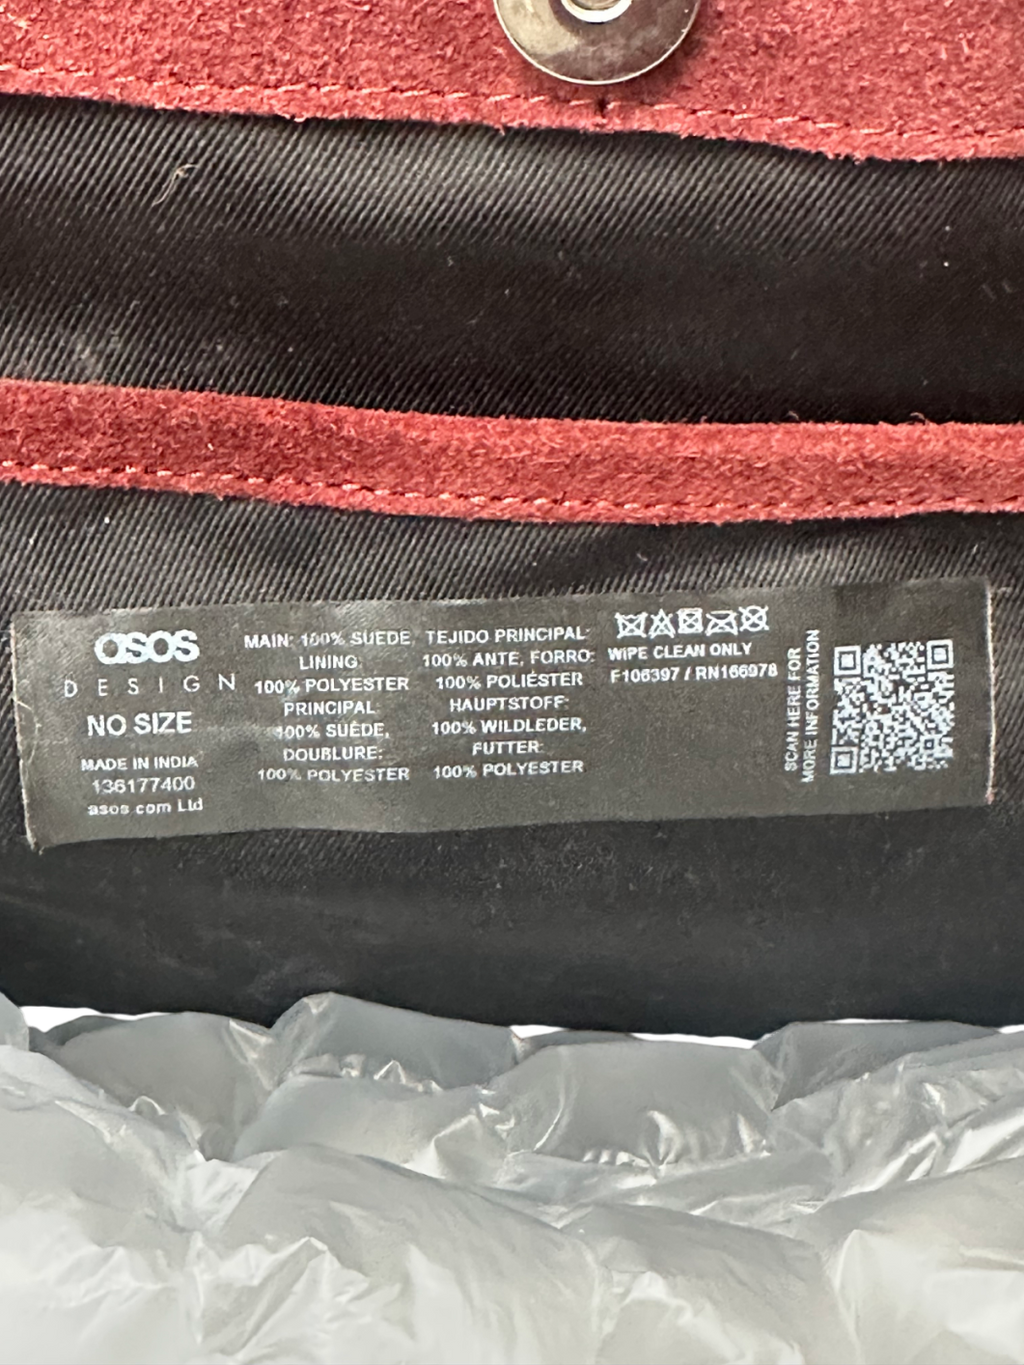 asos
DESIGN
NO SIZE
MADE IN INDIA
136177400
asos.com Ltd
MAIN: 100% SUEDE,
LINING:
100% POLYESTER
PRINCIPAL:
100% SUÈDE,
DOUBLURE:
100% POLYESTER
TEJIDO PRINCIPAL:
100% ANTE, FORRO:
100% POLIÉSTER
HAUPTSTOFF:
100% WILDLEDER,
FUTTER:
100% POLYESTER
WIPE CLEAN ONLY
F106397 / RN166978
SCAN HERE FOR
MORE INFORMATION